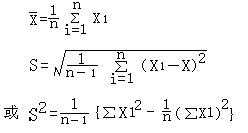 X̅=1/n n∑i=1 X1
S=√(1/(n-1) n∑i=1 (X1-X)²)
或 S²=1/(n-1) {∑X1²-1/n(∑X1)²}